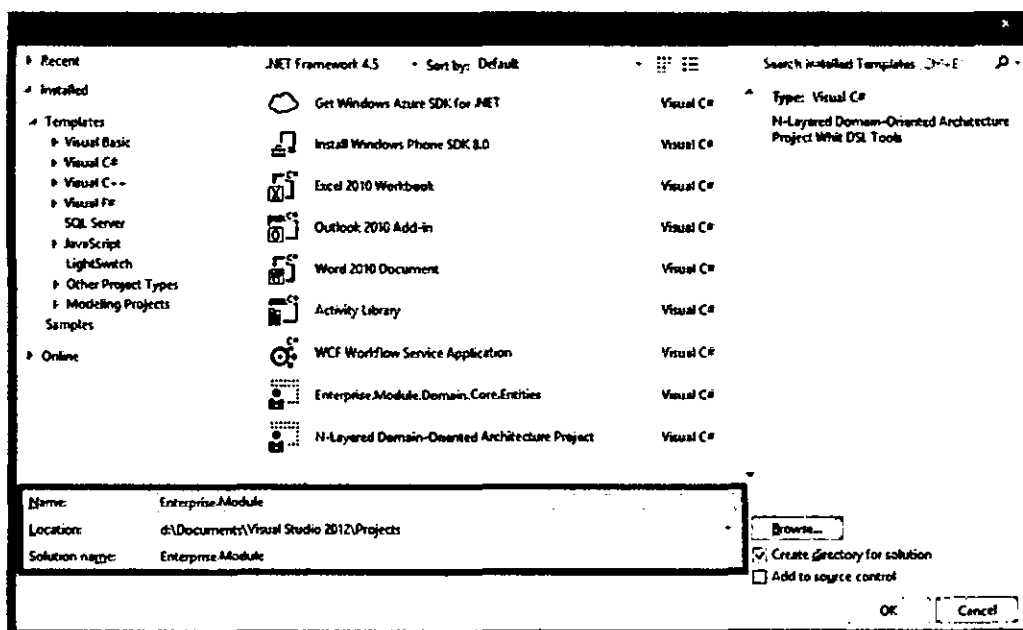 Recent
Installed
Templates
Visual Basic
Visual C#
Visual C++
Visual F#
SQL Server
JavaScript
LightSwitch
Other Project Types
Modeling Projects
Samples
Online
.NET Framework 4.5 Sort by: Default
Get Windows Azure SDK for .NET Visual C#
Install Windows Phone SDK 8.0 Visual C#
Excel 2010 Workbook Visual C#
Outlook 2010 Add-in Visual C#
Word 2010 Document Visual C#
Activity Library Visual C#
WCF Workflow Service Application Visual C#
Enterprise.Module.Domain.Core.Entities Visual C#
N-Layered Domain-Oriented Architecture Project Visual C#
Search Installed Templates
Type: Visual C#
N-Layered Domain-Oriented Architecture
Project Whit DSL Tools
Name: Enterprise.Module
Location: d:\Documents\Visual Studio 2012\Projects
Solution name: Enterprise.Module
Browse...
Create directory for solution
Add to source control
OK Cancel